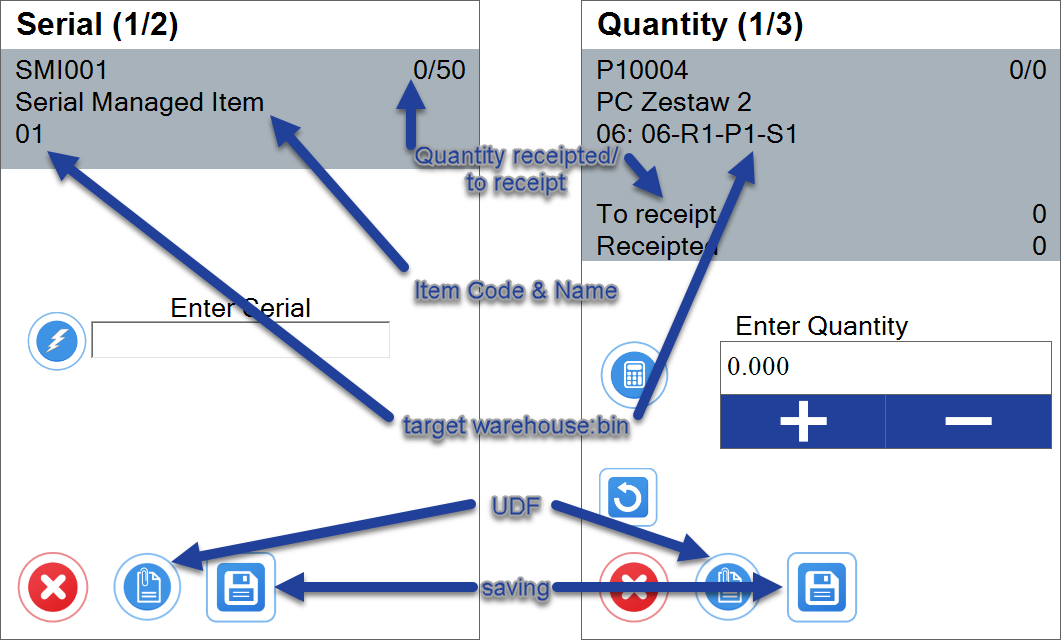 Serial (1/2)
SMI001 0/50
Serial Managed Item
01
Enter Serial
Quantity receipted/
to receipt
Item Code & Name
target warehouse:bin
UDF
saving
Quantity (1/3)
P10004 0/0
PC Zestaw 2
06: 06-R1-P1-S1
To receipt 0
Receipted 0
Enter Quantity
0.000